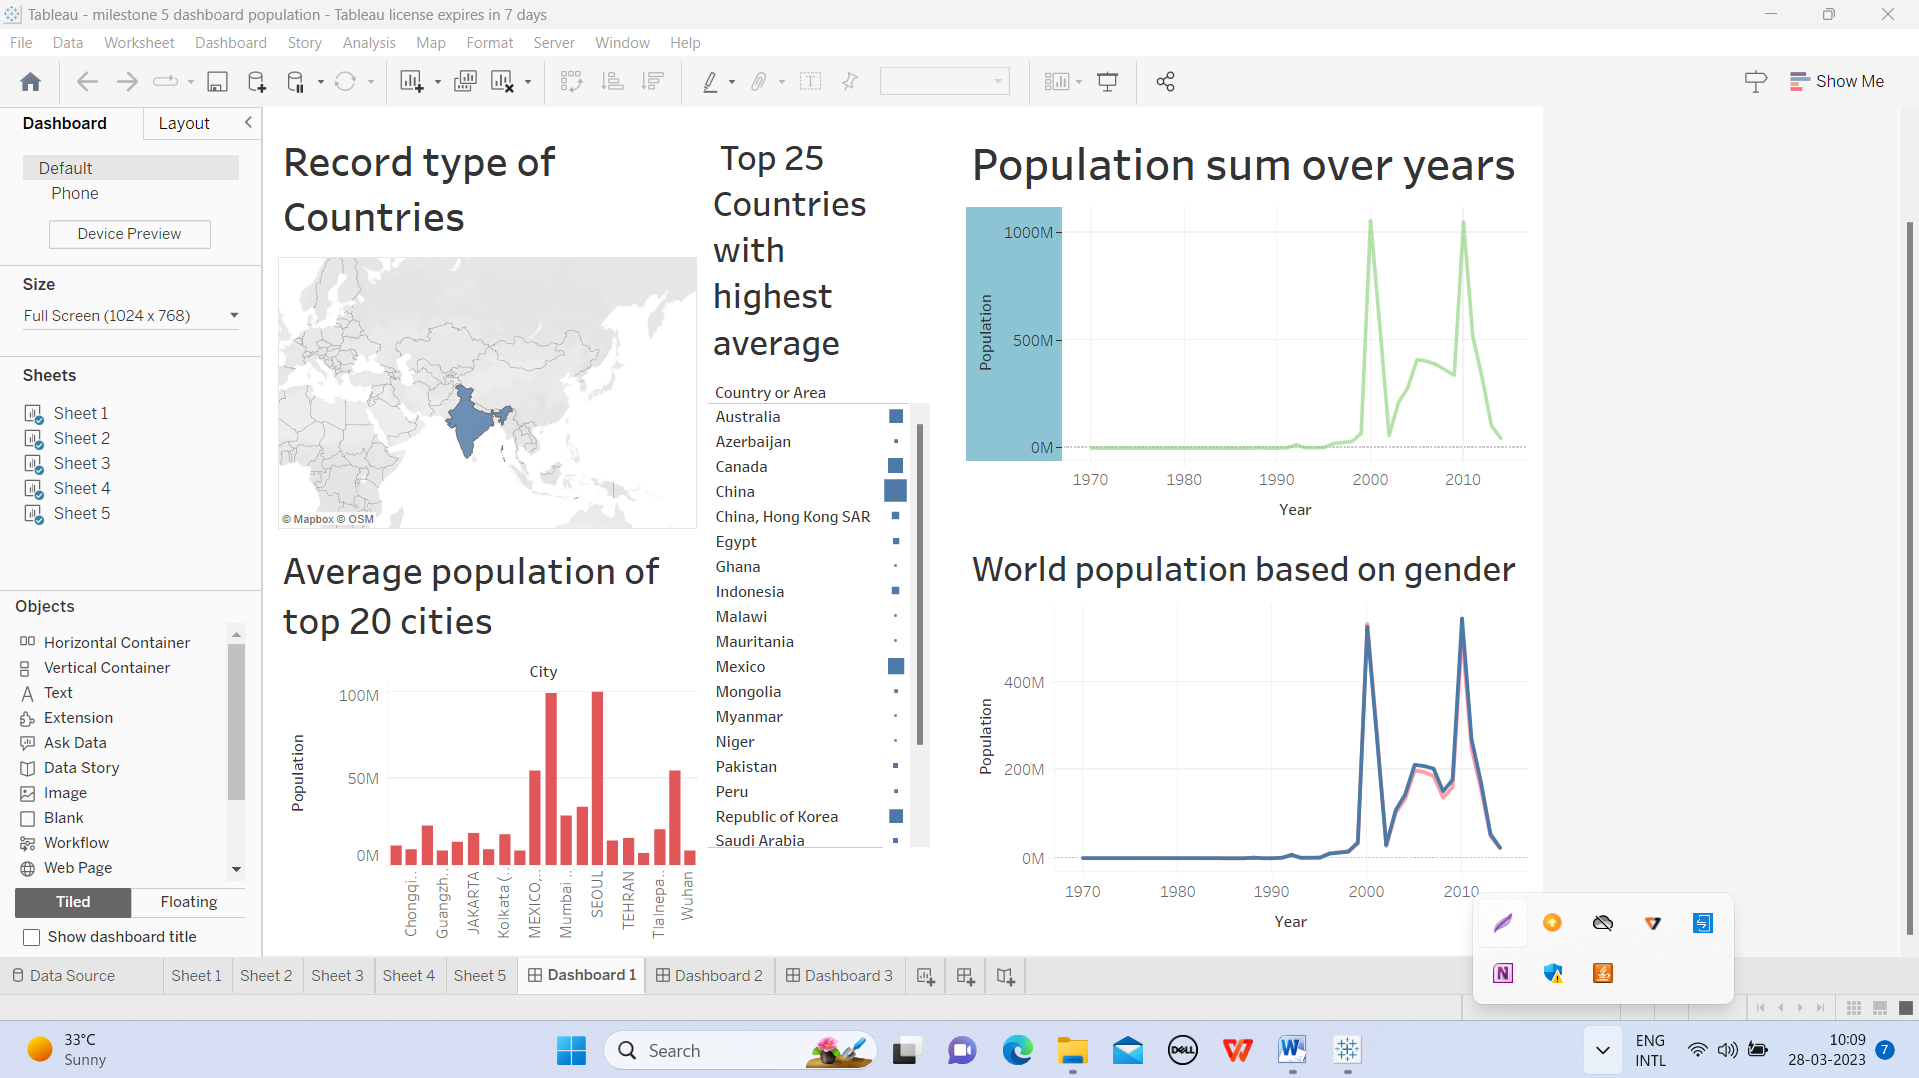 Tableau - milestone 5 dashboard population - Tableau license expires in 7 days
File Data Worksheet Dashboard Story Analysis Map Format Server Window Help
Show Me
Dashboard Layout
Default
Phone
Device Preview
Size
Full Screen (1024 x 768)
Sheets
Sheet 1
Sheet 2
Sheet 3
Sheet 4
Sheet 5
Objects
Horizontal Container
Vertical Container
Text
Extension
Ask Data
Data Story
Image
Blank
Workflow
Web Page
Tiled Floating
Show dashboard title
Record type of
Countries
© Mapbox © OSM
Average population of
top 20 cities
City
Population
100M
50M
0M
Chongqi..
Guangzh..
JAKARTA
Kolkata (..
MEXICO,..
Mumbai ..
SEOUL
TEHRAN
Tlalnepa..
Wuhan
Top 25
Countries
with
highest
average
Country or Area
Australia
Azerbaijan
Canada
China
China, Hong Kong SAR
Egypt
Ghana
Indonesia
Malawi
Mauritania
Mexico
Mongolia
Myanmar
Niger
Pakistan
Peru
Republic of Korea
Saudi Arabia
Population sum over years
Population
1000M
500M
0M
1970 1980 1990 2000 2010
Year
World population based on gender
Population
400M
200M
0M
1970 1980 1990 2000 2010
Year
Data Source Sheet 1 Sheet 2 Sheet 3 Sheet 4 Sheet 5 Dashboard 1 Dashboard 2 Dashboard 3
33°C
Sunny
Search
DELL
ENG
INTL
10:09
28-03-2023
7